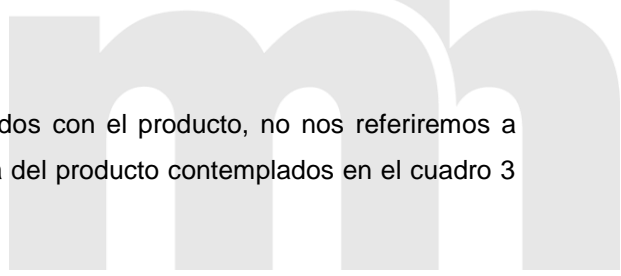 dos con el producto, no nos referiremos a
del producto contemplados en el cuadro 3